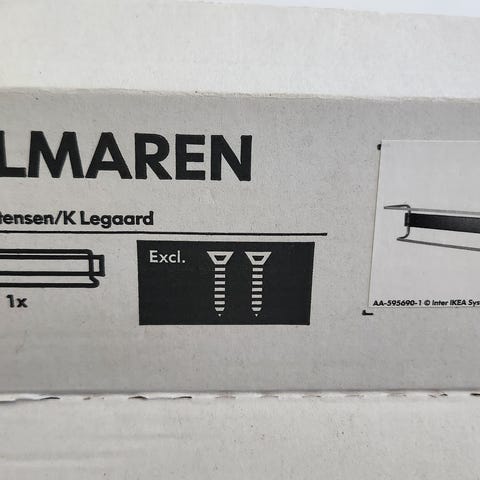 LMAREN
tensen/K Legaard
Excl.
1x
AA-595690-1 © Inter IKEA Sys